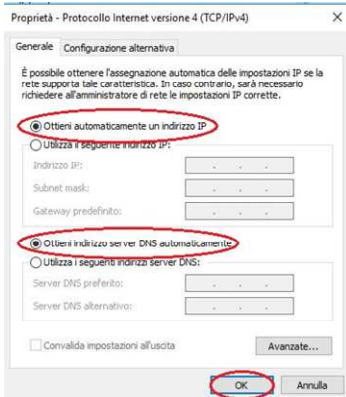 Proprietà - Protocollo Internet versione 4 (TCP/IPv4)
Generale Configurazione alternativa
È possibile ottenere l'assegnazione automatica delle impostazioni IP se la
rete supporta tale caratteristica. In caso contrario, sarà necessario
richiedere all'amministratore di rete le impostazioni IP corrette.
Ottieni automaticamente un indirizzo IP
Utilizza il seguente indirizzo IP:
Indirizzo IP:
Subnet mask:
Gateway predefinito:
Ottieni indirizzo server DNS automaticamente
Utilizza i seguenti indirizzi server DNS:
Server DNS preferito:
Server DNS alternativo:
Convalida impostazioni all'uscita
Avanzate...
OK Annulla